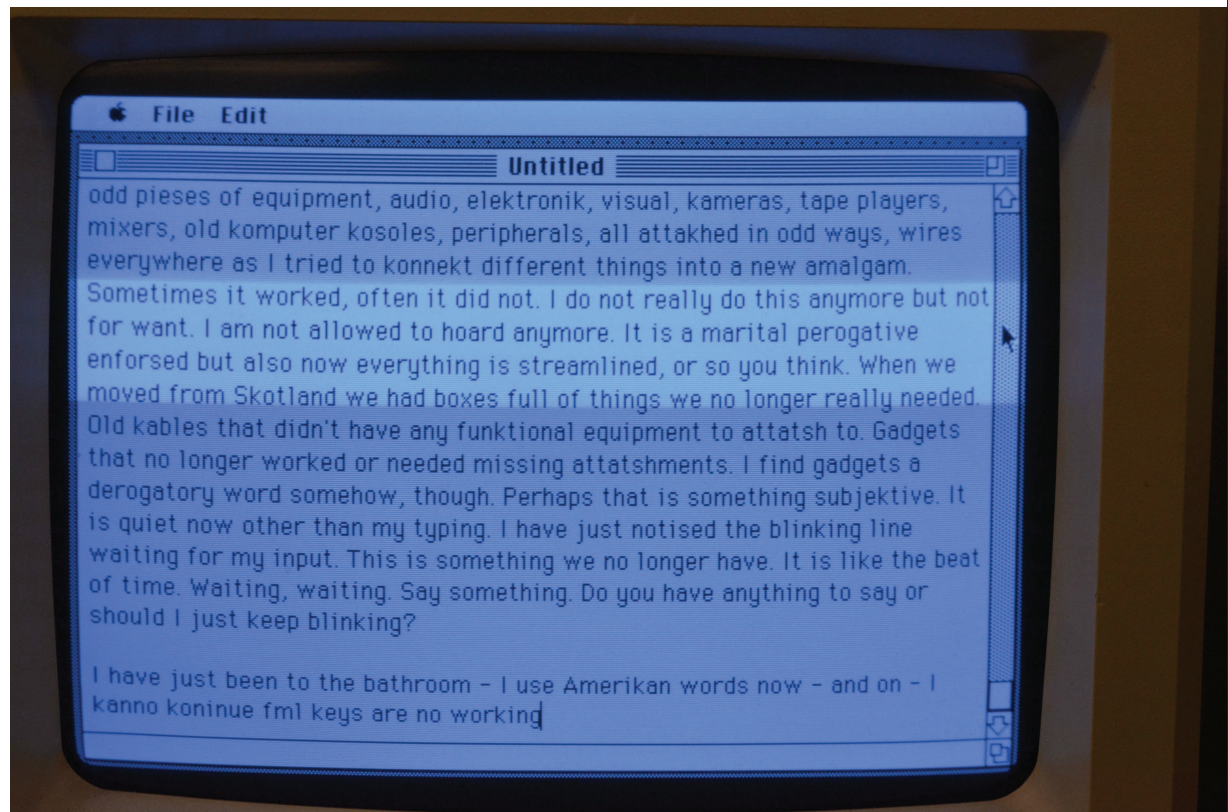 File Edit
Untitled
odd pieses of equipment, audio, elektronik, visual, kameras, tape players,
mixers, old komputer kosoles, peripherals, all attakhed in odd ways, wires
everywhere as I tried to konnekt different things into a new amalgam.
Sometimes it worked, often it did not. I do not really do this anymore but not
for want. I am not allowed to hoard anymore. It is a marital perogative
enforsed but also now everything is streamlined, or so you think. When we
moved from Skotland we had boxes full of things we no longer really needed.
Old kables that didn't have any funktional equipment to attatsh to. Gadgets
that no longer worked or needed missing attatshments. I find gadgets a
derogatory word somehow, though. Perhaps that is something subjektive. It
is quiet now other than my typing. I have just notised the blinking line
waiting for my input. This is something we no longer have. It is like the beat
of time. Waiting, waiting. Say something. Do you have anything to say or
should I just keep blinking?
I have just been to the bathroom - I use Amerikan words now - and on - I
kanno koninue fml keys are no working